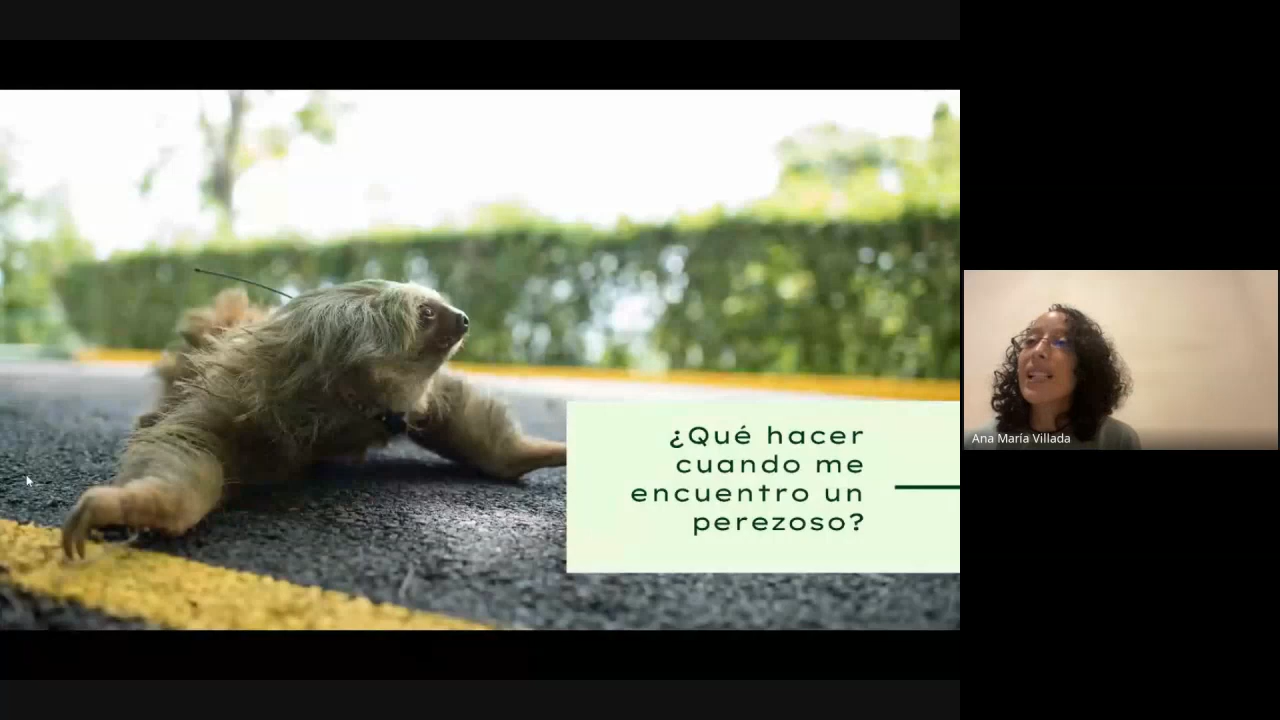 ¿Qué hacer
cuando me
encuentro un
perezoso?
Ana María Villada